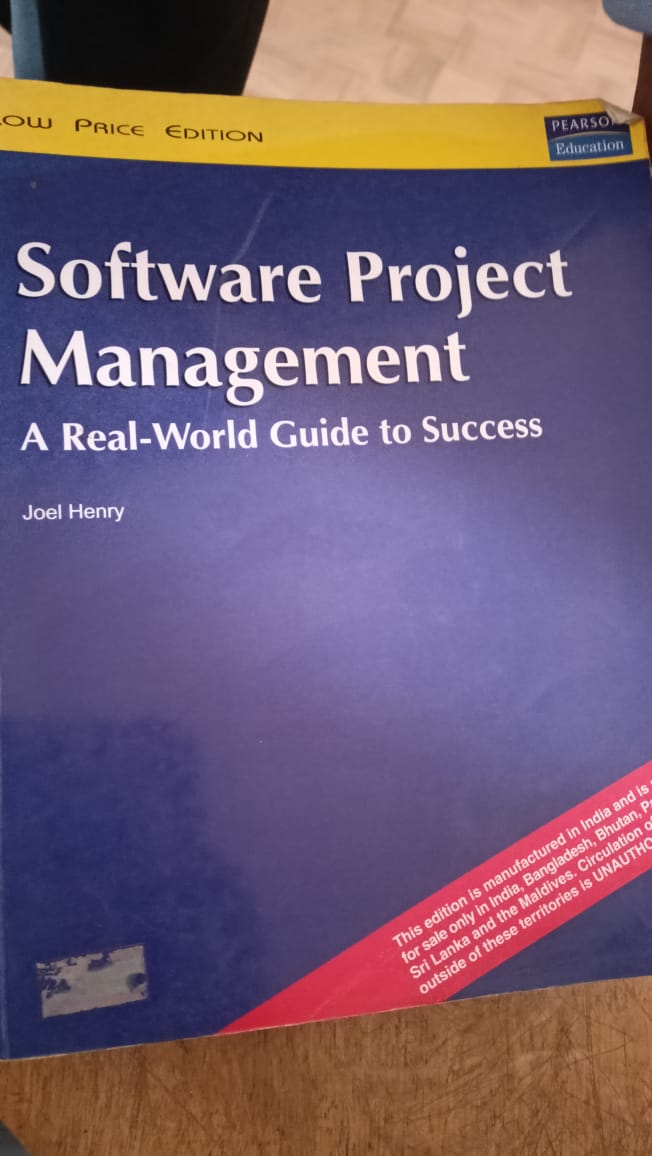 PRICE EDITION
Education
Software Project
Management
A Real-World Guide to Success
Joel Henry
This edition is manufactured in India and is
for sale only in India, Bangladesh, Bhutan,
Sri Lanka and the Maldives. Circulation
outside of these territories is